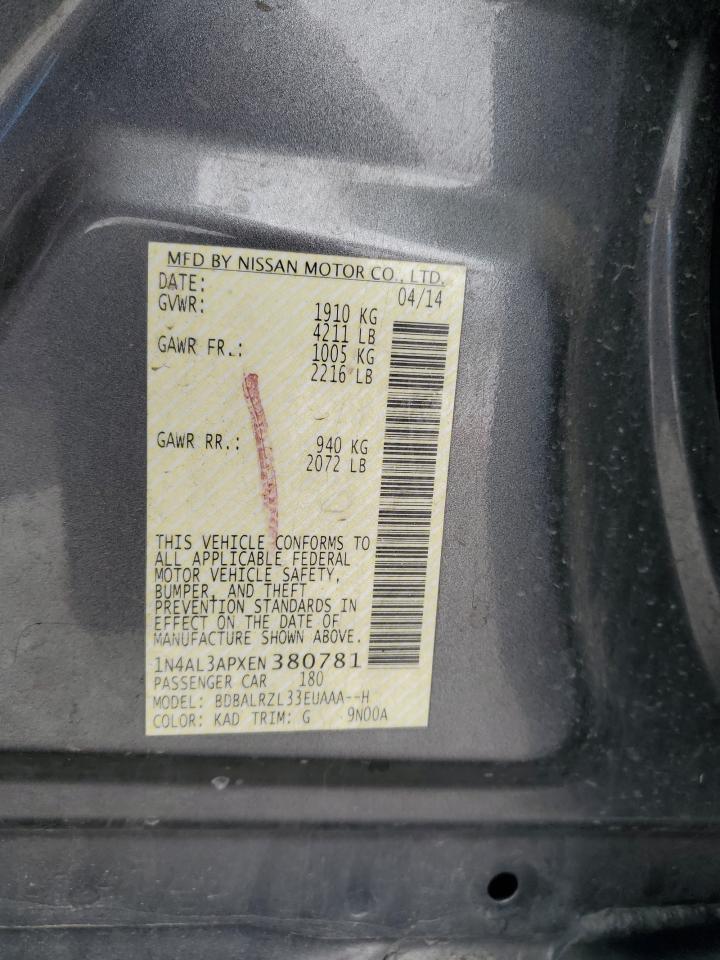 MFD BY NISSAN MOTOR CO., LTD.
DATE: 04/14
GVWR: 1910 KG
4211 LB
GAWR FR.: 1005 KG
2216 LB
GAWR RR.: 940 KG
2072 LB
THIS VEHICLE CONFORMS TO
ALL APPLICABLE FEDERAL
MOTOR VEHICLE SAFETY,
BUMPER, AND THEFT
PREVENTION STANDARDS IN
EFFECT ON THE DATE OF
MANUFACTURE SHOWN ABOVE.
1N4AL3APXEN380781
PASSENGER CAR 180
MODEL: BDBALRZL33EUAAA--H
COLOR: KAD TRIM: G 9N00A